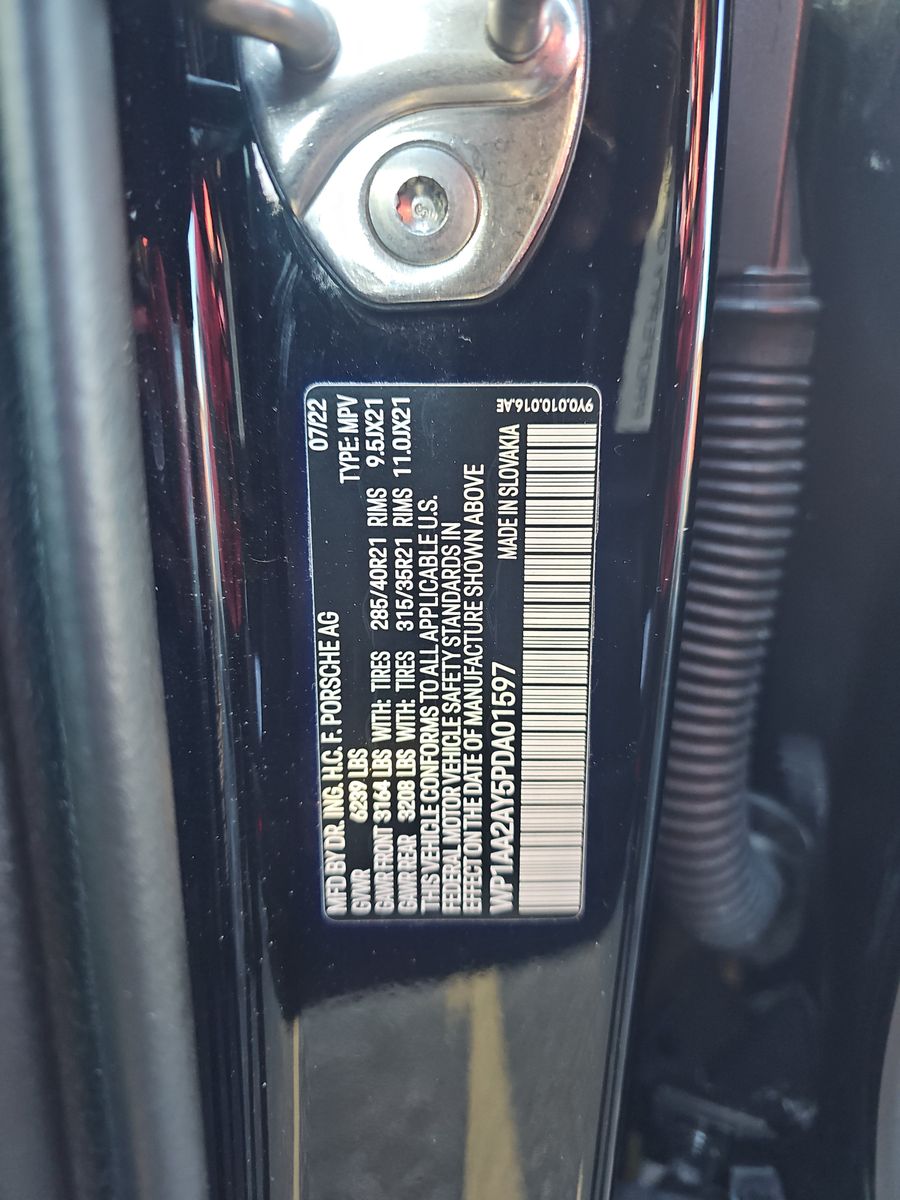 MFD BY DR. ING. H.C. F. PORSCHE AG 07/22
GVWR 6239 LBS TYPE: MPV
GAWR FRONT 3164 LBS WITH: TIRES 285/40R21 RIMS 9.5JX21
GAWR REAR 3208 LBS WITH: TIRES 315/35R21 RIMS 11.0JX21
THIS VEHICLE CONFORMS TO ALL APPLICABLE U.S.
FEDERAL MOTOR VEHICLE SAFETY STANDARDS IN
EFFECT ON THE DATE OF MANUFACTURE SHOWN ABOVE
WP1AA2AY5PDA01597 MADE IN SLOVAKIA
9Y0.010.016.AE